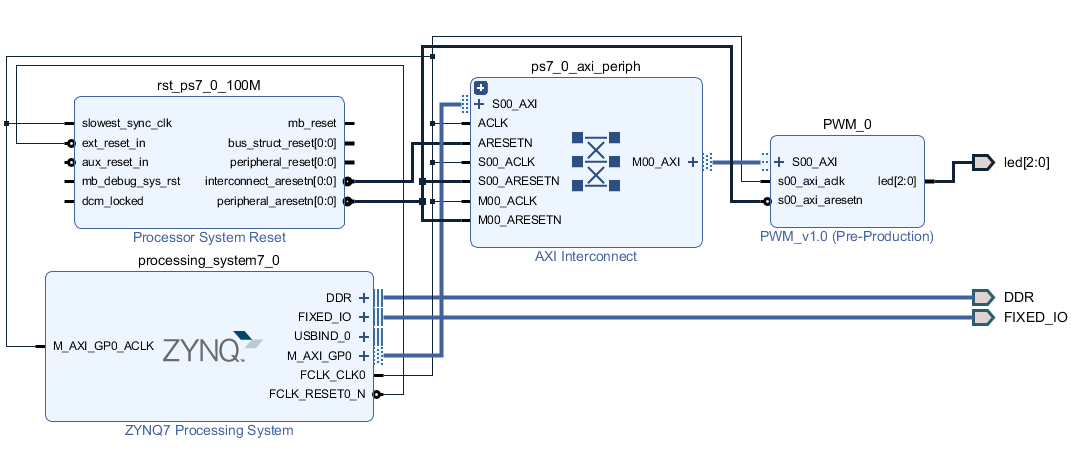 rst_ps7_0_100M
slowest_sync_clk
ext_reset_in
aux_reset_in
mb_debug_sys_rst
dcm_locked
mb_reset
bus_struct_reset[0:0]
peripheral_reset[0:0]
interconnect_aresetn[0:0]
peripheral_aresetn[0:0]
Processor System Reset
ps7_0_axi_periph
S00_AXI
ACLK
ARESETN
S00_ACLK
S00_ARESETN
M00_ACLK
M00_ARESETN
M00_AXI
AXI Interconnect
PWM_0
S00_AXI
s00_axi_aclk
s00_axi_aresetn
led[2:0]
PWM_v1.0 (Pre-Production)
led[2:0]
processing_system7_0
M_AXI_GP0_ACLK
ZYNQ
DDR
FIXED_IO
USBIND_0
M_AXI_GP0
FCLK_CLK0
FCLK_RESET0_N
ZYNQ7 Processing System
DDR
FIXED_IO